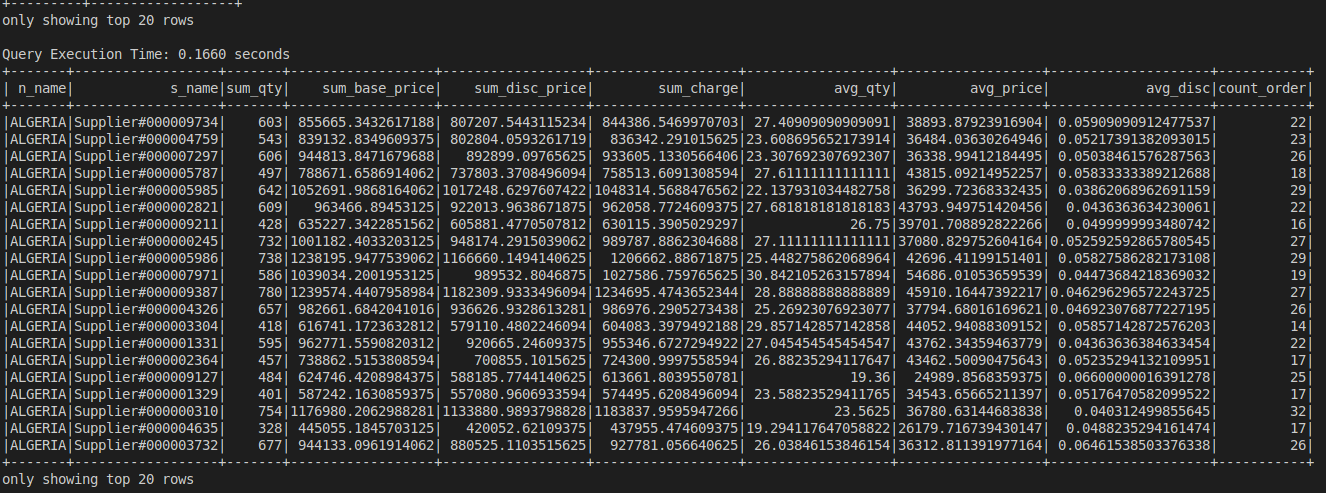 +---------+------------------+
only showing top 20 rows

Query Execution Time: 0.1660 seconds
+-------+------------------+-------+------------------+------------------+------------------+------------------+------------------+--------------------+-----------+
| n_name|            s_name|sum_qty|    sum_base_price|    sum_disc_price|        sum_charge|           avg_qty|         avg_price|            avg_disc|count_order|
+-------+------------------+-------+------------------+------------------+------------------+------------------+------------------+--------------------+-----------+
|ALGERIA|Supplier#000009734|    603| 855665.3432617188| 807207.5443115234| 844386.5469970703| 27.40909090909091| 38893.87923916904| 0.05909090912477537|         22|
|ALGERIA|Supplier#000004759|    543| 839132.8349609375| 802804.0593261719|  836342.291015625|23.608695652173914| 36484.03630264946| 0.05217391382093015|         23|
|ALGERIA|Supplier#000007297|    606| 944813.8471679688|  892899.09765625| 933605.1330566406|23.307692307692307| 36338.99412184495| 0.05038461576287563|         26|
|ALGERIA|Supplier#000005787|    497| 788671.6586914062| 737803.3708496094| 758513.6091308594| 27.61111111111111| 43815.09214952257| 0.05833333389212688|         18|
|ALGERIA|Supplier#000005985|    642|1052691.9868164062|1017248.6297607422|1048314.5688476562|22.137931034482758| 36299.72368332435| 0.03862068962691159|         29|
|ALGERIA|Supplier#000002821|    609|   963466.89453125| 922013.9638671875| 962058.7724609375|27.681818181818183|43793.949751420456|  0.0436363634230061|         22|
|ALGERIA|Supplier#000009211|    428| 635227.3422851562| 605881.4770507812| 630115.3905029297|             26.75|39701.708892822266|  0.0499999993480742|         16|
|ALGERIA|Supplier#000000245|    732|1001182.4033203125| 948174.2915039062| 989787.8862304688| 27.11111111111111|37080.829752604164|0.052592592865780545|         27|
|ALGERIA|Supplier#000005986|    738|1238195.9477539062|1166660.1494140625|  1206662.88671875|25.448275862068964| 42696.41199151401| 0.05827586282173108|         29|
|ALGERIA|Supplier#000007971|    586|1039034.2001953125|   989532.8046875|1027586.759765625|30.842105263157894| 54686.01053659539| 0.04473684218369032|         19|
|ALGERIA|Supplier#000009387|    780|1239574.4407958984|1182309.9333496094|1234695.4743652344| 28.88888888888889| 45910.16447392217|0.046296296572243725|         27|
|ALGERIA|Supplier#000004326|    657| 982661.6842041016| 936626.9328613281| 986976.2905273438| 25.26923076923077| 37794.68016169621|0.046923076877227195|         26|
|ALGERIA|Supplier#000003304|    418| 616741.1723632812| 579110.4802246094| 604083.3979492188|29.857142857142858| 44052.94088309152| 0.05857142872576203|         14|
|ALGERIA|Supplier#000001331|    595| 962771.5590820312|  920665.24609375| 955346.6727294922|27.045454545454547| 43762.34359463779| 0.04363636384633454|         22|
|ALGERIA|Supplier#000002364|    457| 738862.5153808594|   700855.1015625| 724300.9997558594| 26.88235294117647| 43462.50090475643| 0.05235294132109951|         17|
|ALGERIA|Supplier#000009127|    484| 624746.4208984375| 588185.7744140625| 613661.8039550781|             19.36|  24989.8568359375| 0.06600000016391278|         25|
|ALGERIA|Supplier#000001329|    401| 587242.1630859375| 557080.9606933594| 574495.6208496094| 23.58823529411765| 34543.65665211397| 0.05176470582099522|         17|
|ALGERIA|Supplier#000000310|    754|1176980.2062988281|1133880.9893798828|1183837.9595947266|           23.5625| 36780.63144683838|   0.040312499855645|         32|
|ALGERIA|Supplier#000004635|    328| 445055.1845703125|  420052.62109375|  437955.474609375|19.294117647058822|26179.716739430147|  0.0488235294161474|         17|
|ALGERIA|Supplier#000003732|    677| 944133.0961914062| 880525.1103515625|  927781.056640625| 26.03846153846154|36312.811391977164| 0.06461538503376338|         26|
+-------+------------------+-------+------------------+------------------+------------------+------------------+------------------+--------------------+-----------+
only showing top 20 rows